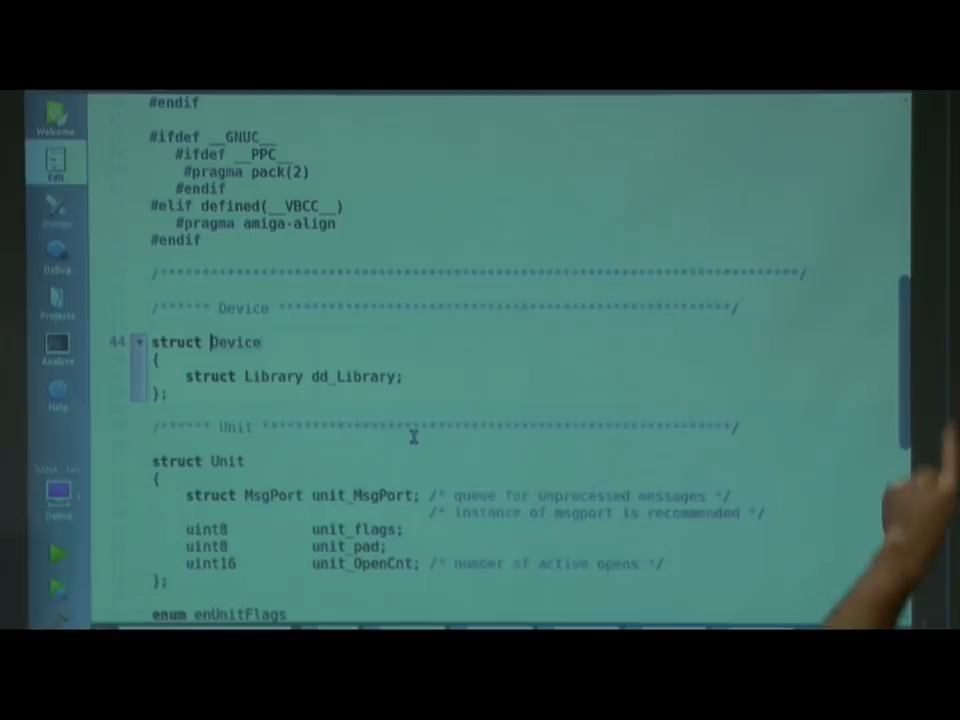 #endif
Welcome
#ifdef __GNUC__
#ifdef __PPC__
Edit
#pragma pack(2)
#endif
#elif defined(__VBCC__)
Design
#pragma amiga-align
#endif
Debug
/****************************************************************************/
Projects
/****** Device ******************************************************/
44 struct Device
Analyze
{
struct Library dd_Library;
Help
};
/****** Unit ********************************************************/
struct Unit
{
struct MsgPort unit_MsgPort; /* queue for unprocessed messages */
/* instance of msgport is recommended */
Debug
uint8 unit_flags;
uint8 unit_pad;
uint16 unit_OpenCnt; /* number of active opens */
};
enum enUnitFlags